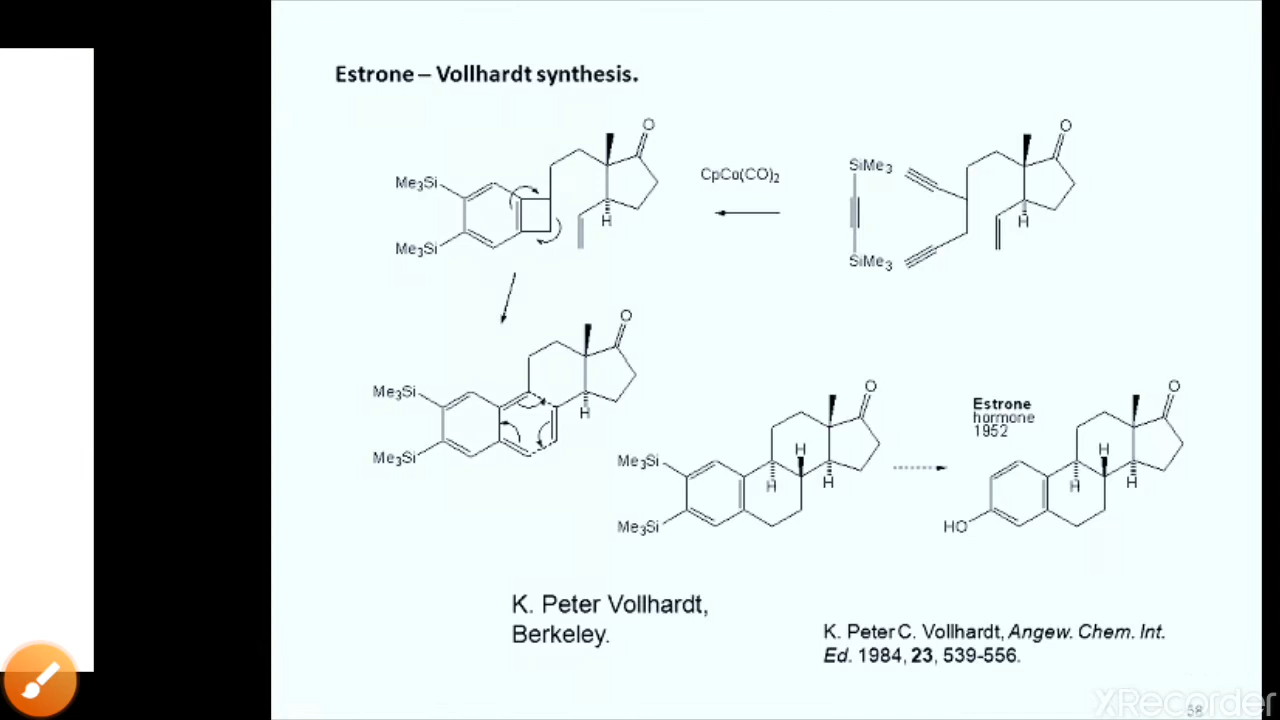 Estrone – Vollhardt synthesis.
O
Me3Si
H
Me3Si
CpCo(CO)2
SiMe3
O
H
SiMe3
O
Me3Si
H
Me3Si
O
Me3Si
H
H
H
Me3Si
Estrone
hormone
1952
O
H
H
H
HO
K. Peter Vollhardt,
Berkeley.
K. Peter C. Vollhardt, Angew. Chem. Int.
Ed. 1984, 23, 539-556.
XRecorder
58